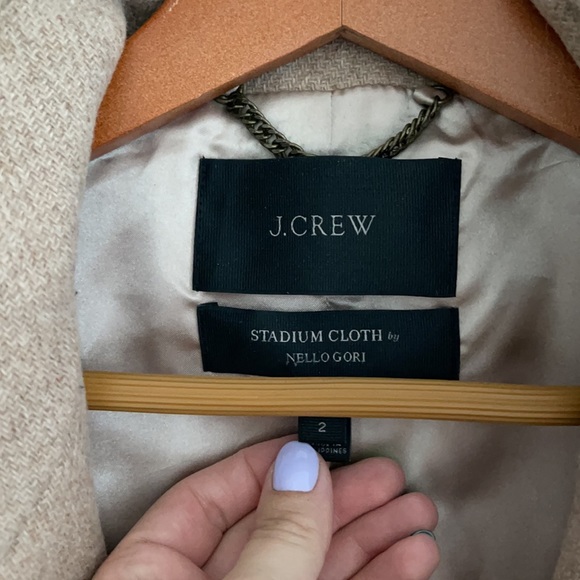 J.CREW
STADIUM CLOTH by
NELLO GORI
2